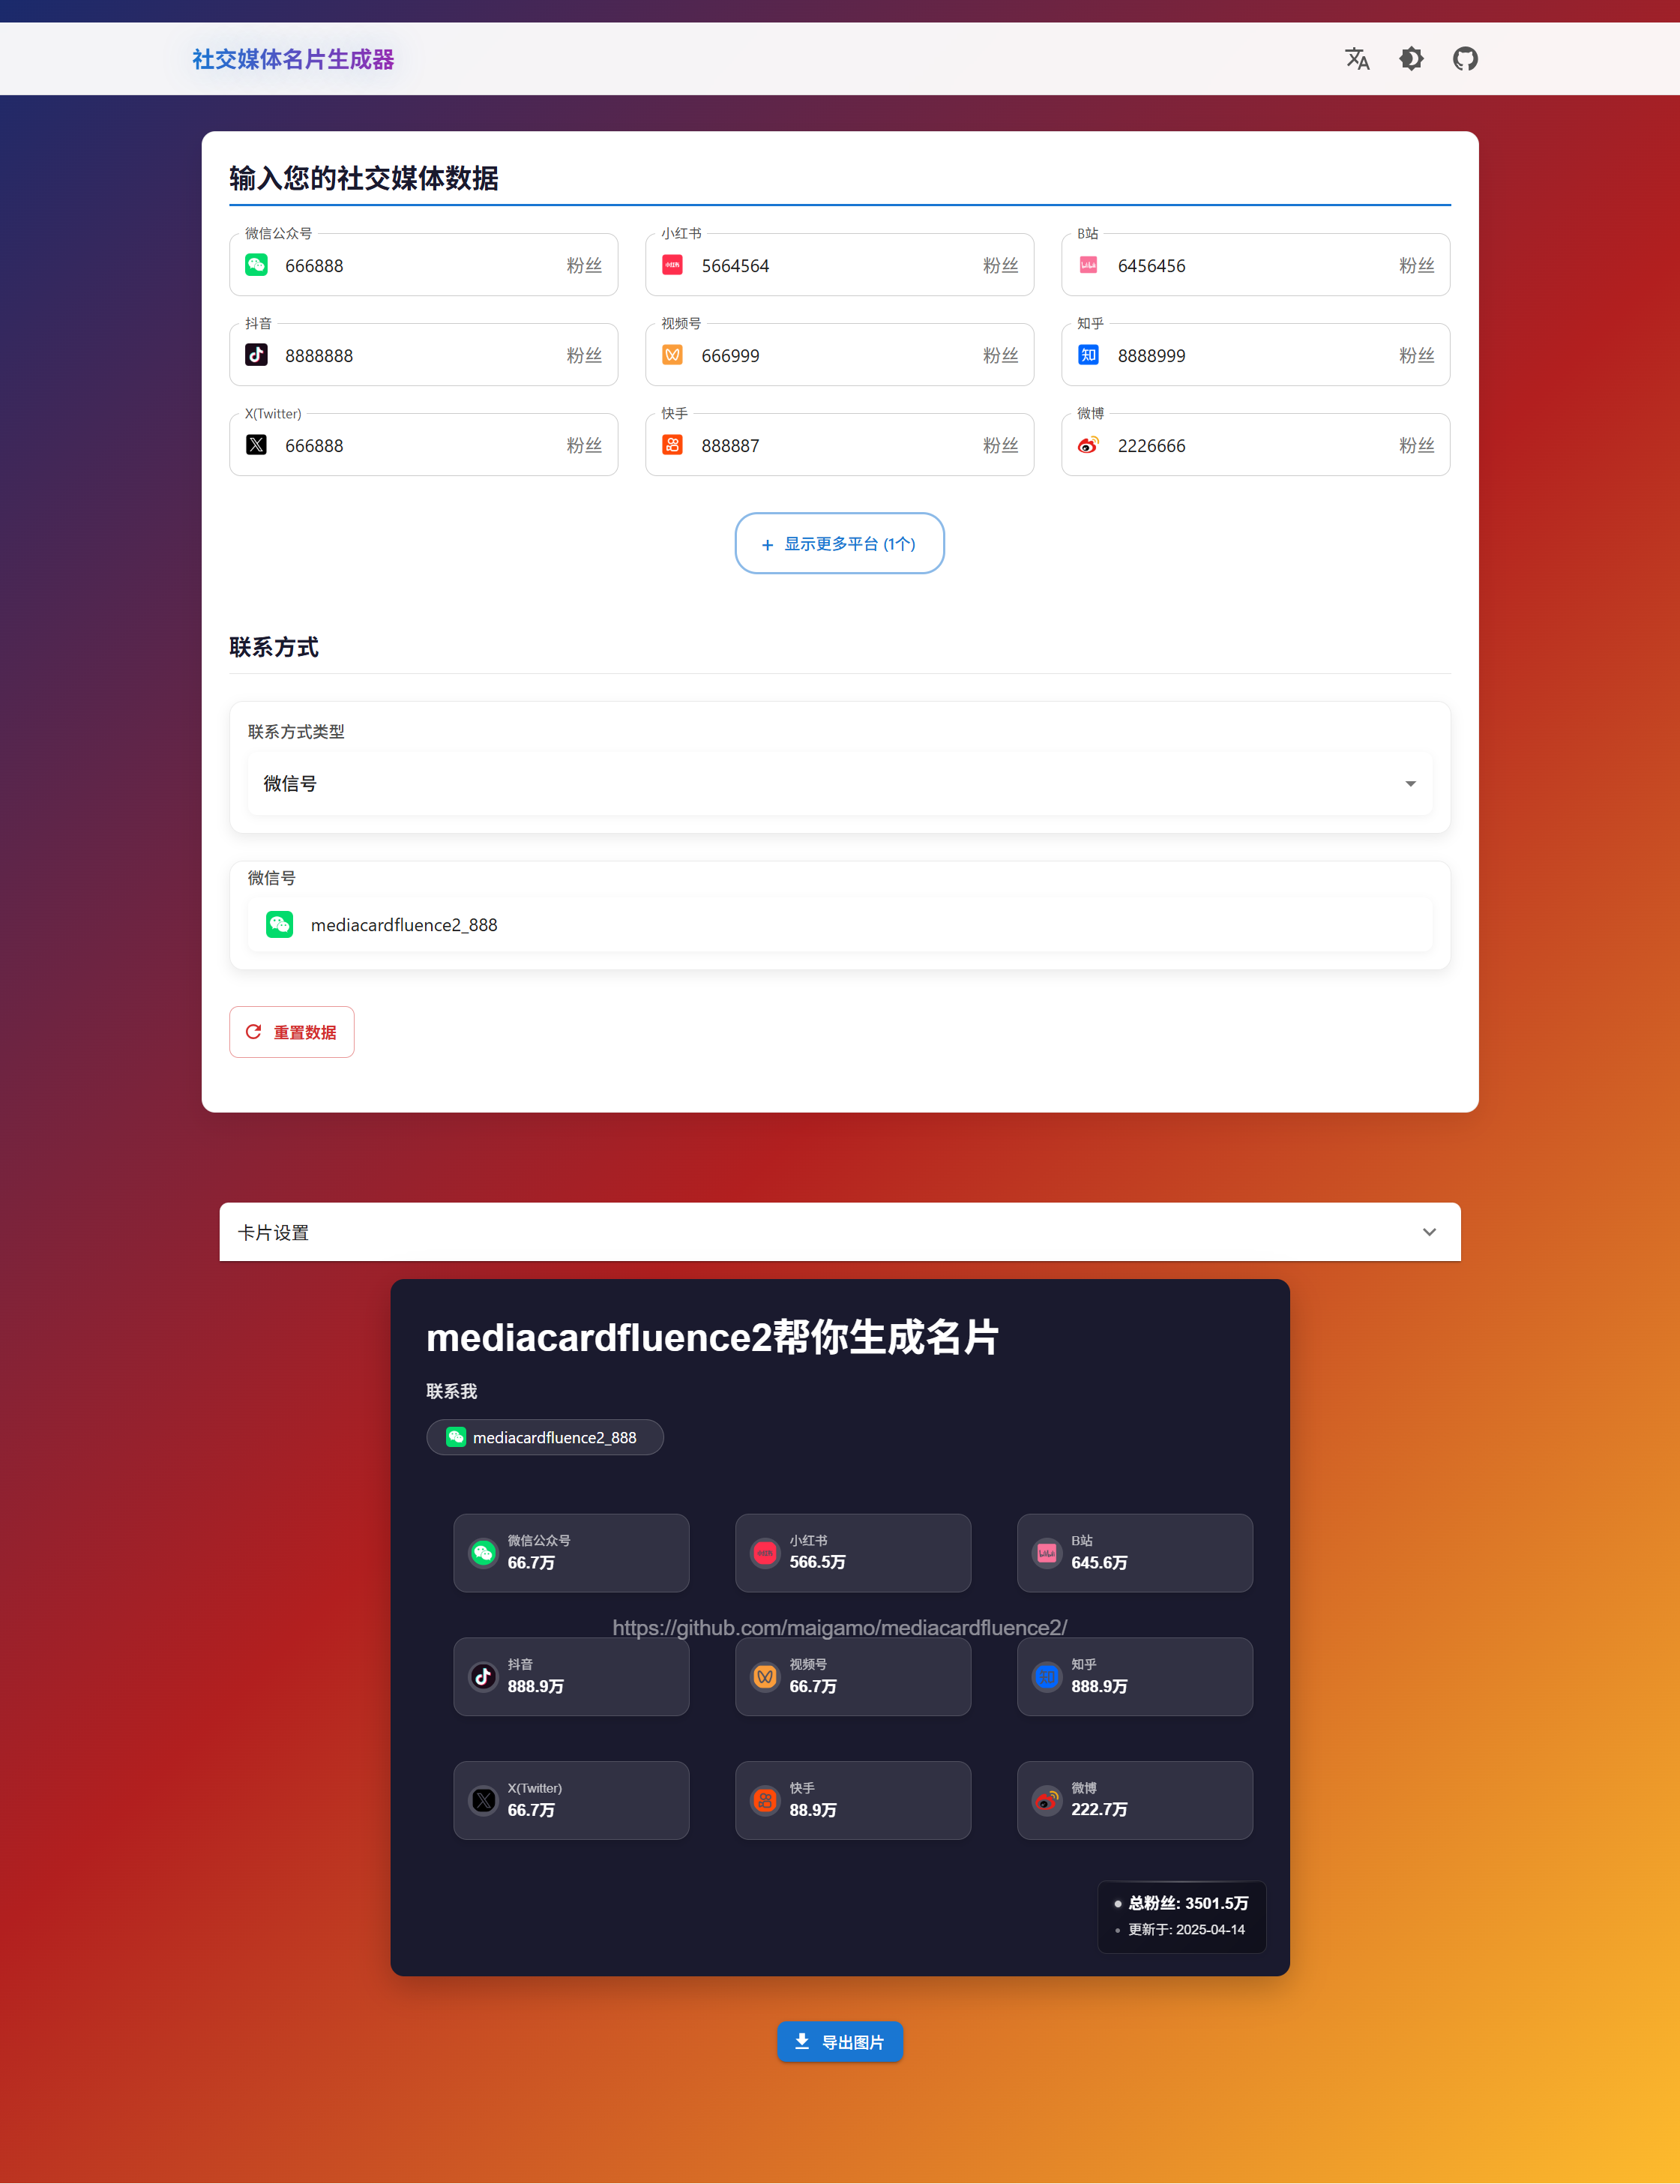 社交媒体名片生成器
输入您的社交媒体数据
微信公众号
666888 粉丝
小红书
小红书 5664564 粉丝
B站
bilibili 6456456 粉丝
抖音
8888888 粉丝
视频号
666999 粉丝
知乎
知 8888999 粉丝
X(Twitter)
666888 粉丝
快手
888887 粉丝
微博
2226666 粉丝
+ 显示更多平台 (1个)
联系方式
联系方式类型
微信号
微信号
mediacardfluence2_888
重置数据
卡片设置
mediacardfluence2帮你生成名片
联系我
mediacardfluence2_888
微信公众号
66.7万
小红书
小红书 566.5万
B站
bilibili 645.6万
https://github.com/maigamo/mediacardfluence2/
抖音
888.9万
视频号
66.7万
知乎
知 888.9万
X(Twitter)
66.7万
快手
88.9万
微博
222.7万
总粉丝: 3501.5万
更新于: 2025-04-14
导出图片